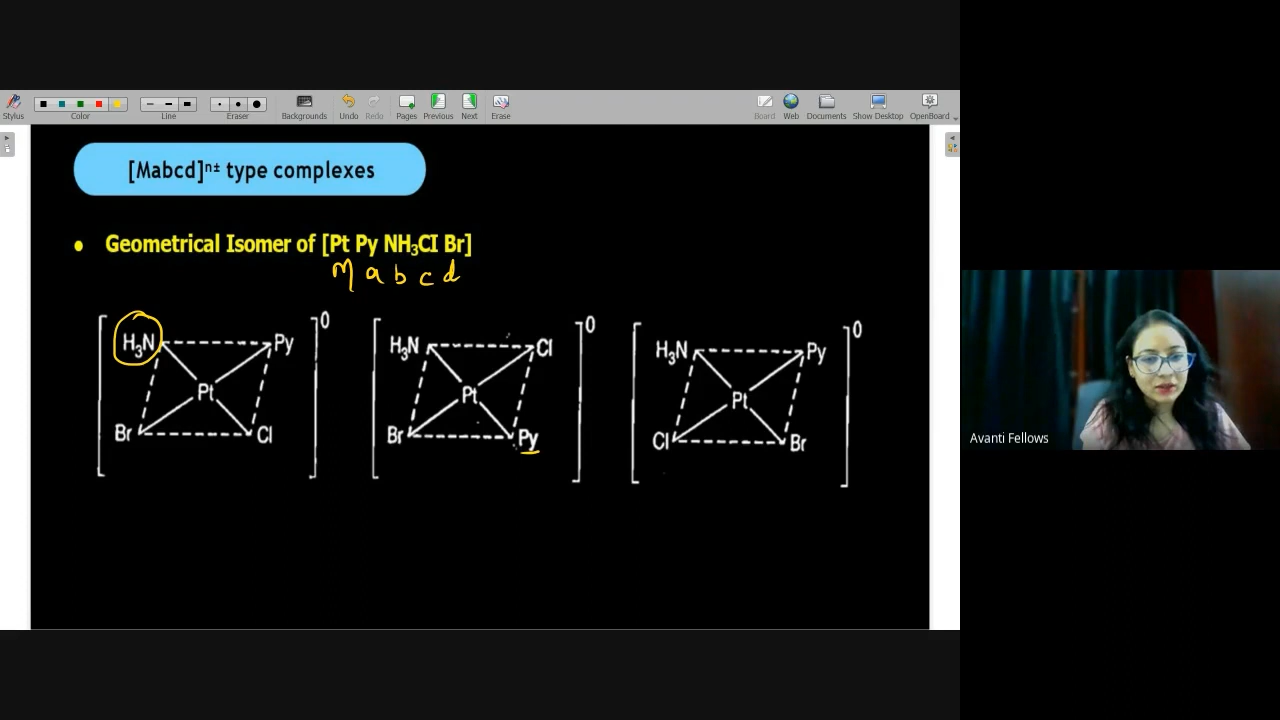 Stylus Color Line Eraser Backgrounds Undo Redo Pages Previous Next Erase Board Web Documents Show Desktop OpenBoard
[Mabcd]ⁿ± type complexes
• Geometrical Isomer of [Pt Py NH₃Cl Br]
M a b c d
H₃N Py 0
Pt
Br Cl
H₃N Cl 0
Pt
Br Py
H₃N Py 0
Pt
Cl Br
Avanti Fellows